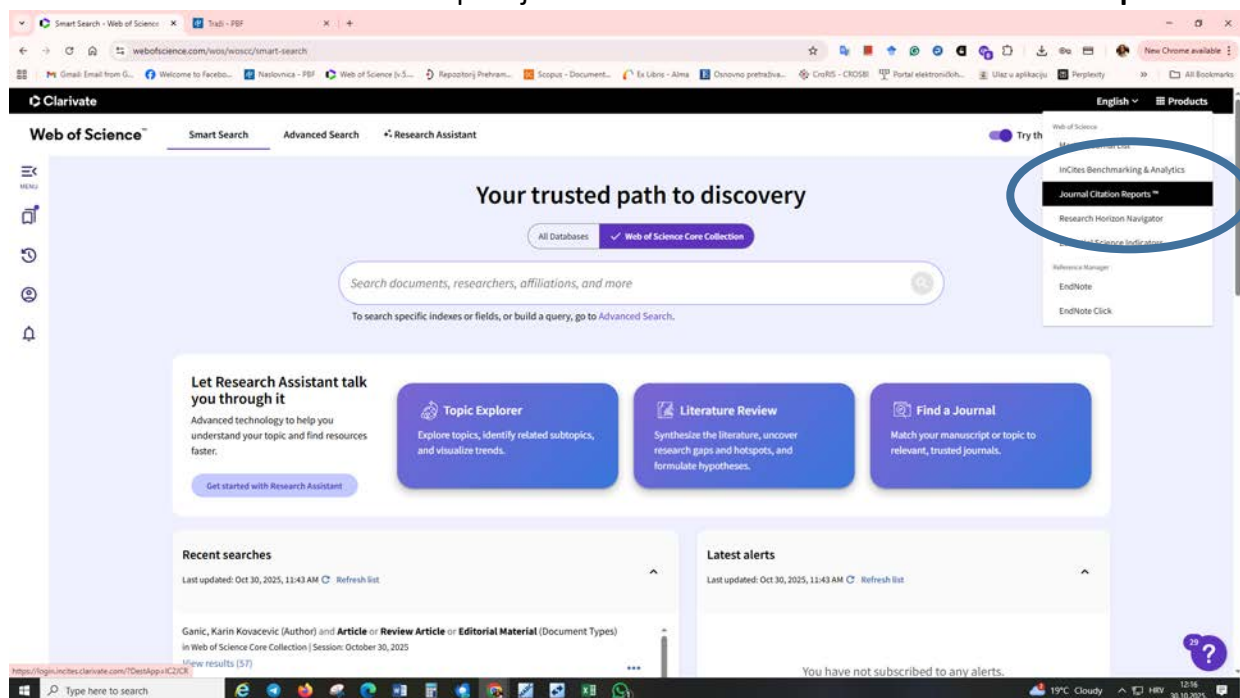 Smart Search - Web of Science
Traži - PBF
webofscience.com/wos/woscc/smart-search
New Chrome available
Gmail: Email from G...
Welcome to Facebo...
Naslovnica - PBF
Web of Science [v.5...
Repozitorij Prehram...
Scopus - Document...
Ex Libris - Alma
Osnovno pretraživa...
CroRIS - CROSBI
Portal elektroničkih...
Ulaz u aplikaciju
Perplexity
All Bookmarks
Clarivate
English
Products
Web of Science™
Smart Search
Advanced Search
Research Assistant
Try th
Web of Science
InCites Benchmarking & Analytics
Journal Citation Reports ™
Research Horizon Navigator
Essential Science Indicators
Reference Manager
EndNote
EndNote Click
MENU
Your trusted path to discovery
All Databases
Web of Science Core Collection
Search documents, researchers, affiliations, and more
To search specific indexes or fields, or build a query, go to Advanced Search.
Let Research Assistant talk
you through it
Advanced technology to help you
understand your topic and find resources
faster.
Get started with Research Assistant
Topic Explorer
Explore topics, identify related subtopics,
and visualize trends.
Literature Review
Synthesize the literature, uncover
research gaps and hotspots, and
formulate hypotheses.
Find a Journal
Match your manuscript or topic to
relevant, trusted journals.
Recent searches
Last updated: Oct 30, 2025, 11:43 AM Refresh list
Latest alerts
Last updated: Oct 30, 2025, 11:43 AM Refresh list
Ganic, Karin Kovacevic (Author) and Article or Review Article or Editorial Material (Document Types)
in Web of Science Core Collection | Session: October 30, 2025
View results (57)
You have not subscribed to any alerts.
29
?
https://login.incites.clarivate.com/?DestApp=IC2JCR
Type here to search
19°C Cloudy
HRV
12:16
30.10.2025.